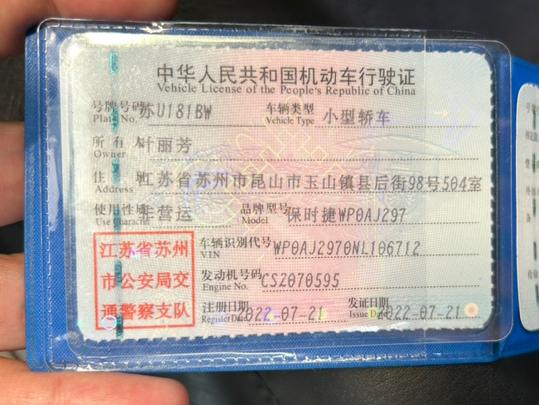 中华人民共和国机动车行驶证
Vehicle License of the People's Republic of China
号牌号码 苏U181BW 车辆类型 小型轿车
Plate No. Vehicle Type
所有人 叶丽芳
Owner
住址 江苏省苏州市昆山市玉山镇县后街98号504室
Address
使用性质 非营运 品牌型号 保时捷WP0AJ297
Use Character Model
车辆识别代号 WP0AJ2970NL106712
VIN
发动机号码 CSZ070595
Engine No.
注册日期 2022-07-21 发证日期 2022-07-21
Register Date Issue Date
江苏省苏州
市公安局交
通警察支队